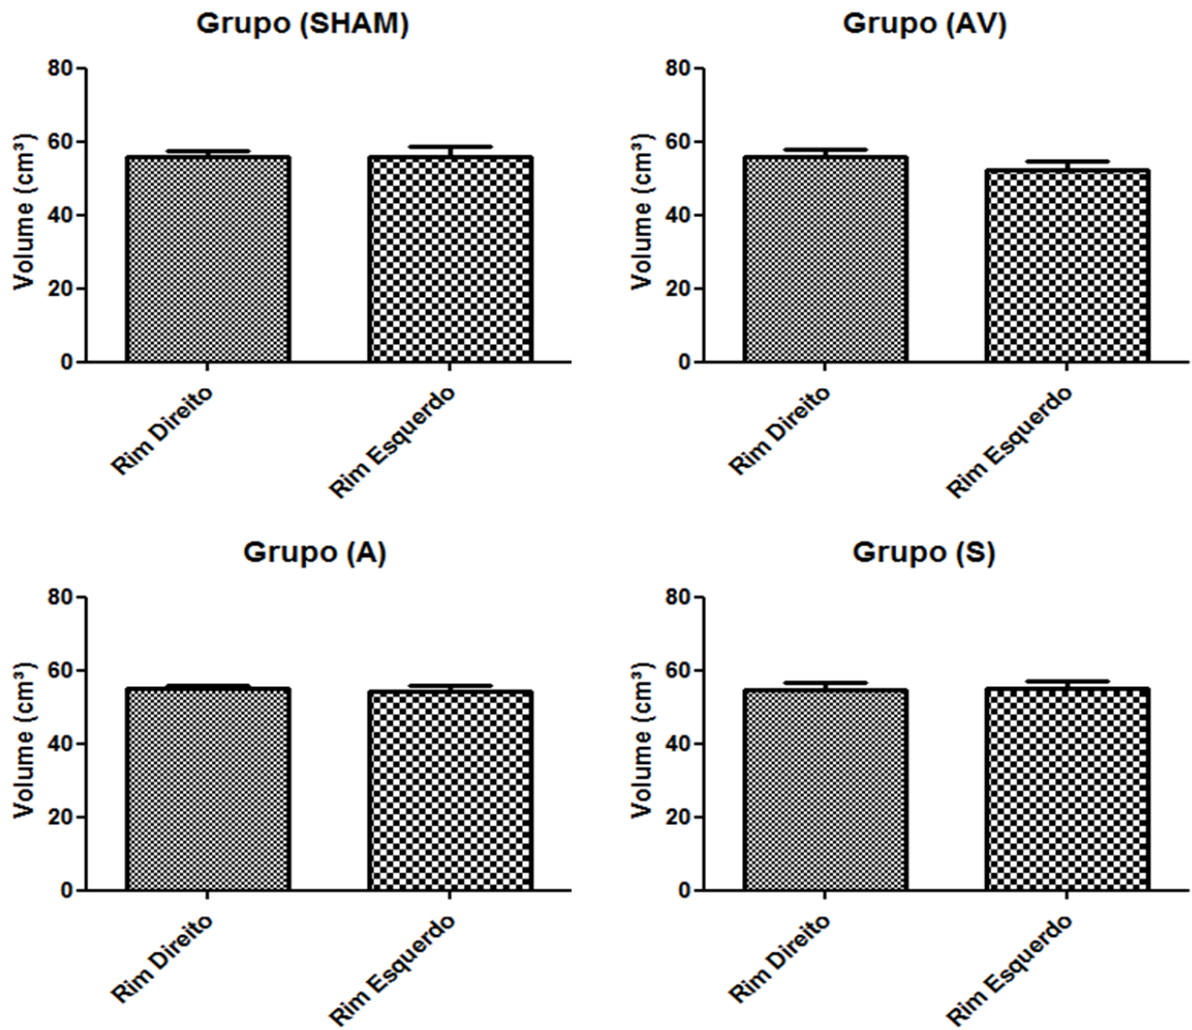 Grupo (SHAM)
Volume (cm³)
80
60
40
20
0
Rim Direito
Rim Esquerdo
Grupo (AV)
Volume (cm³)
80
60
40
20
0
Rim Direito
Rim Esquerdo
Grupo (A)
Volume (cm³)
80
60
40
20
0
Rim Direito
Rim Esquerdo
Grupo (S)
Volume (cm³)
80
60
40
20
0
Rim Direito
Rim Esquerdo